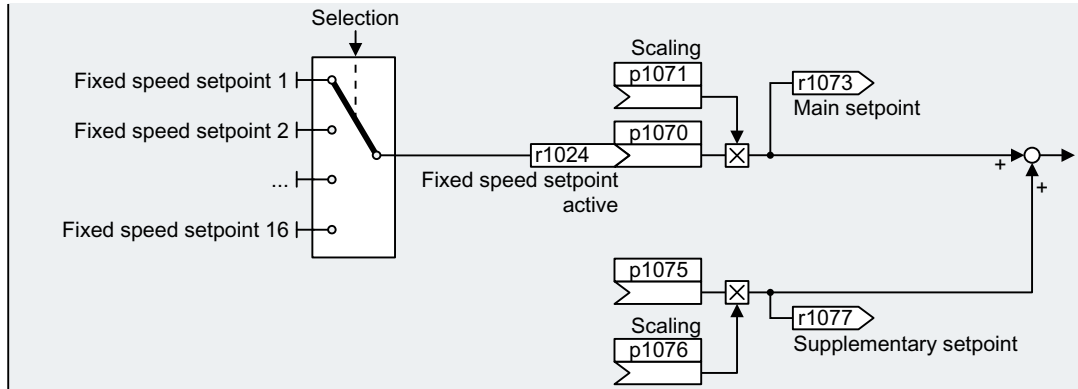 Selection
Fixed speed setpoint 1
Fixed speed setpoint 2
...
Fixed speed setpoint 16
r1024
Fixed speed setpoint
active
Scaling
p1071
p1070
r1073
Main setpoint
+
+
p1075
Scaling
p1076
r1077
Supplementary setpoint